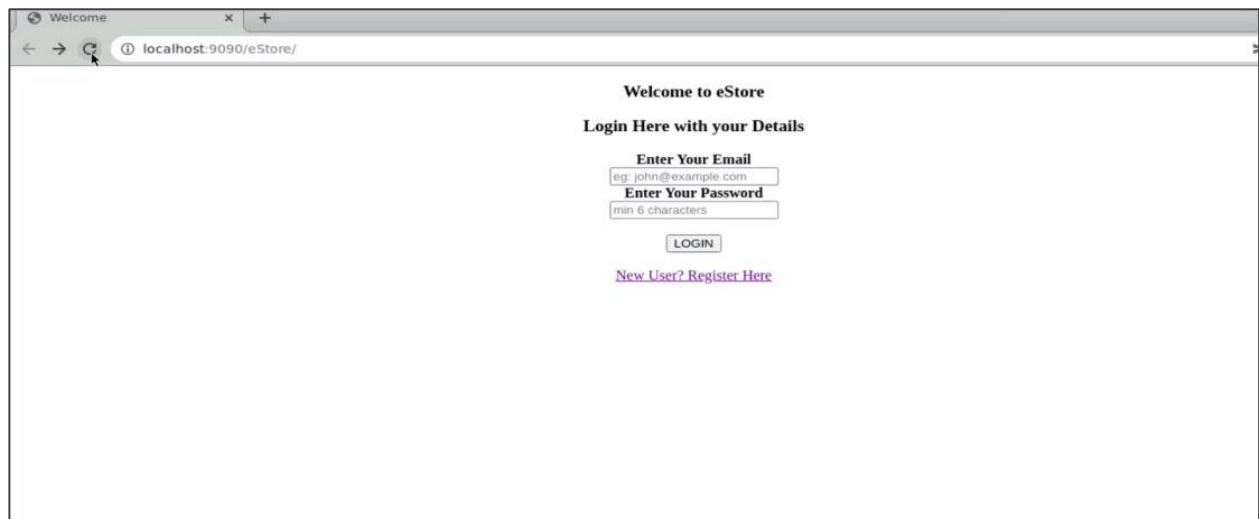 Welcome
localhost:9090/eStore/
Welcome to eStore
Login Here with your Details
Enter Your Email
eg: john@example.com
Enter Your Password
min 6 characters
LOGIN
New User? Register Here